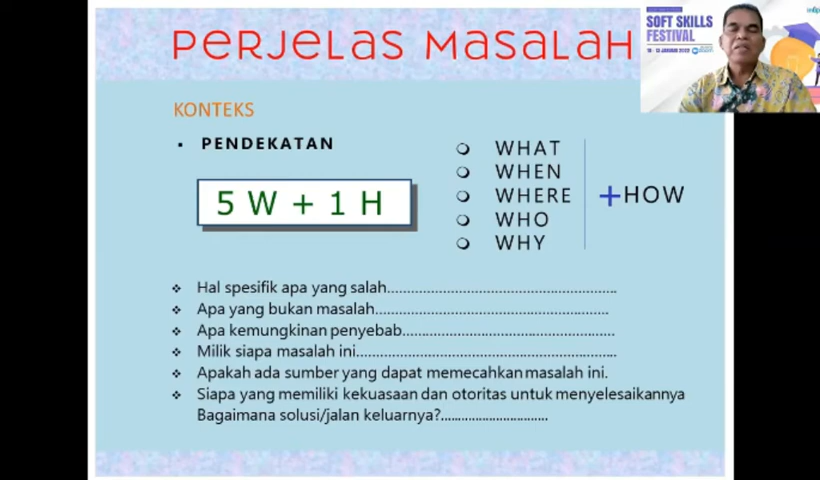 PERJELAS MASALAH
SOFT SKILLS
FESTIVAL
KONTEKS
▪ PENDEKATAN
5 W + 1 H
WHAT
WHEN
WHERE
WHO
WHY
+HOW
Hal spesifik apa yang salah..........................................................
Apa yang bukan masalah..........................................................
Apa kemungkinan penyebab.....................................................
Milik siapa masalah ini.................................................................
Apakah ada sumber yang dapat memecahkan masalah ini.
Siapa yang memiliki kekuasaan dan otoritas untuk menyelesaikannya
Bagaimana solusi/jalan keluarnya?...............................